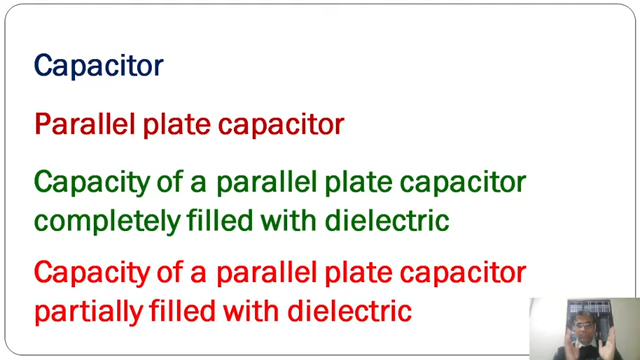 Capacitor
Parallel plate capacitor
Capacity of a parallel plate capacitor
completely filled with dielectric
Capacity of a parallel plate capacitor
partially filled with dielectric